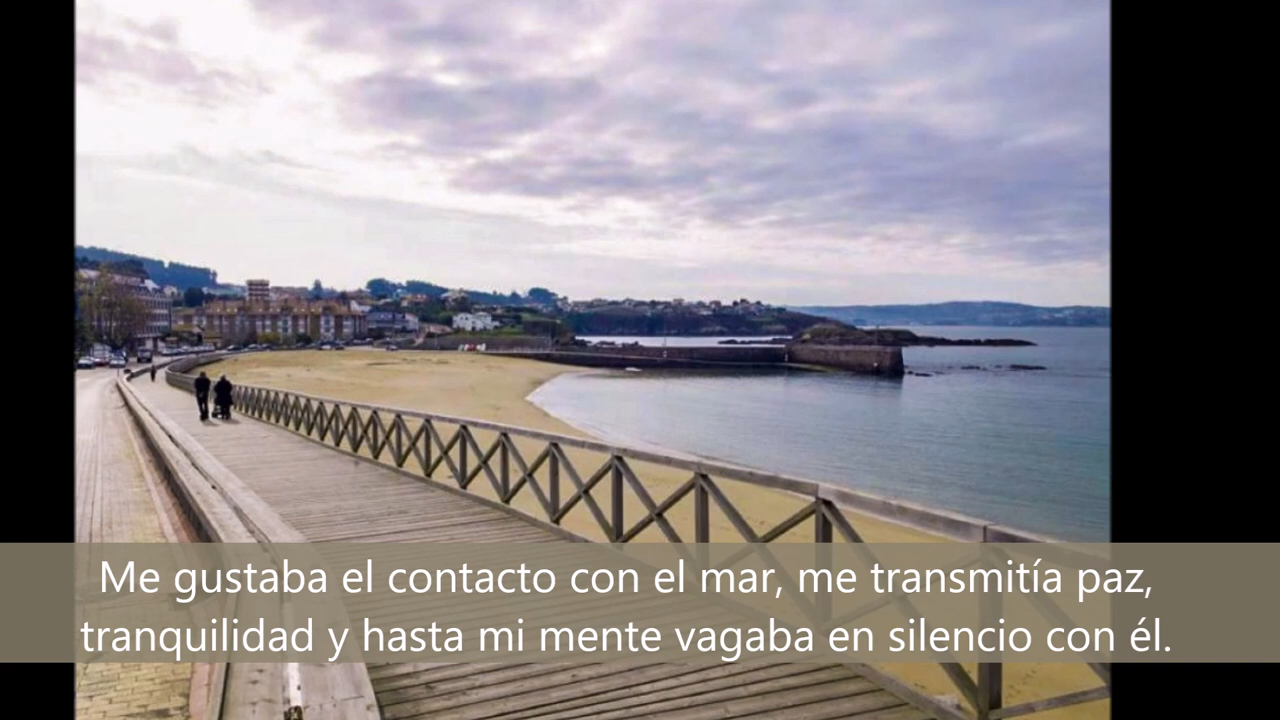 Me gustaba el contacto con el mar, me transmitía paz,
tranquilidad y hasta mi mente vagaba en silencio con él.